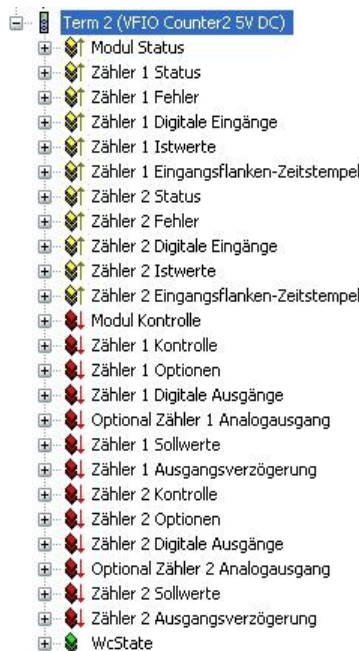 Term 2 (VFIO Counter2 5V DC)
Modul Status
Zähler 1 Status
Zähler 1 Fehler
Zähler 1 Digitale Eingänge
Zähler 1 Istwerte
Zähler 1 Eingangsflanken-Zeitstempel
Zähler 2 Status
Zähler 2 Fehler
Zähler 2 Digitale Eingänge
Zähler 2 Istwerte
Zähler 2 Eingangsflanken-Zeitstempel
Modul Kontrolle
Zähler 1 Kontrolle
Zähler 1 Optionen
Zähler 1 Digitale Ausgänge
Optional Zähler 1 Analogausgang
Zähler 1 Sollwerte
Zähler 1 Ausgangsverzögerung
Zähler 2 Kontrolle
Zähler 2 Optionen
Zähler 2 Digitale Ausgänge
Optional Zähler 2 Analogausgang
Zähler 2 Sollwerte
Zähler 2 Ausgangsverzögerung
WcState